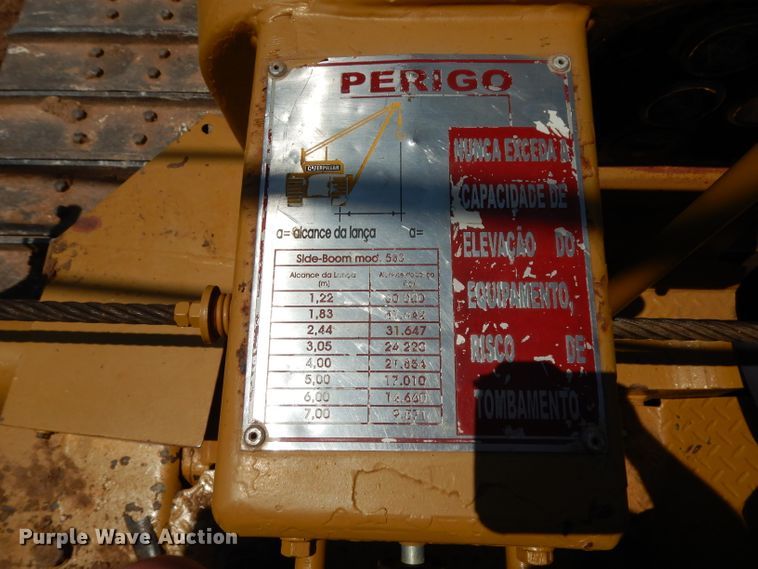 PERIGO
CATERPILLAR
a= alcance da lança a=
Side-Boom mod. 583
Alcance da Lança
(m)
1,22
1,83
2,44 31.647
3,05
4,00
5,00 17.010
6,00
7,00
NUNCA EXCEDA A
CAPACIDADE DE
ELEVAÇÃO DO
EQUIPAMENTO,
RISCO DE
TOMBAMENTO
Purple Wave Auction